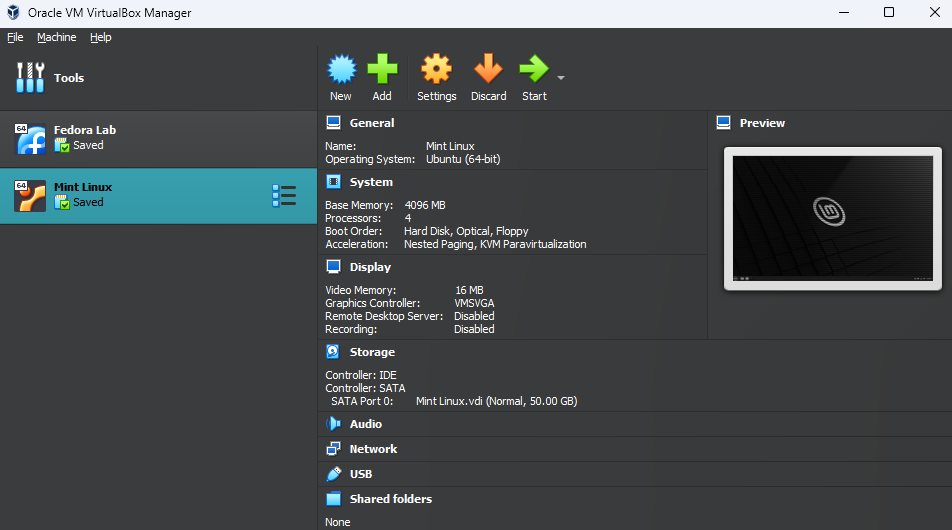 Oracle VM VirtualBox Manager
File Machine Help
Tools
New Add Settings Discard Start
64 Fedora Lab
Saved
64 Mint Linux
Saved
General
Name: Mint Linux
Operating System: Ubuntu (64-bit)
System
Base Memory: 4096 MB
Processors: 4
Boot Order: Hard Disk, Optical, Floppy
Acceleration: Nested Paging, KVM Paravirtualization
Display
Video Memory: 16 MB
Graphics Controller: VMSVGA
Remote Desktop Server: Disabled
Recording: Disabled
Preview
Storage
Controller: IDE
Controller: SATA
SATA Port 0: Mint Linux.vdi (Normal, 50.00 GB)
Audio
Network
USB
Shared folders
None